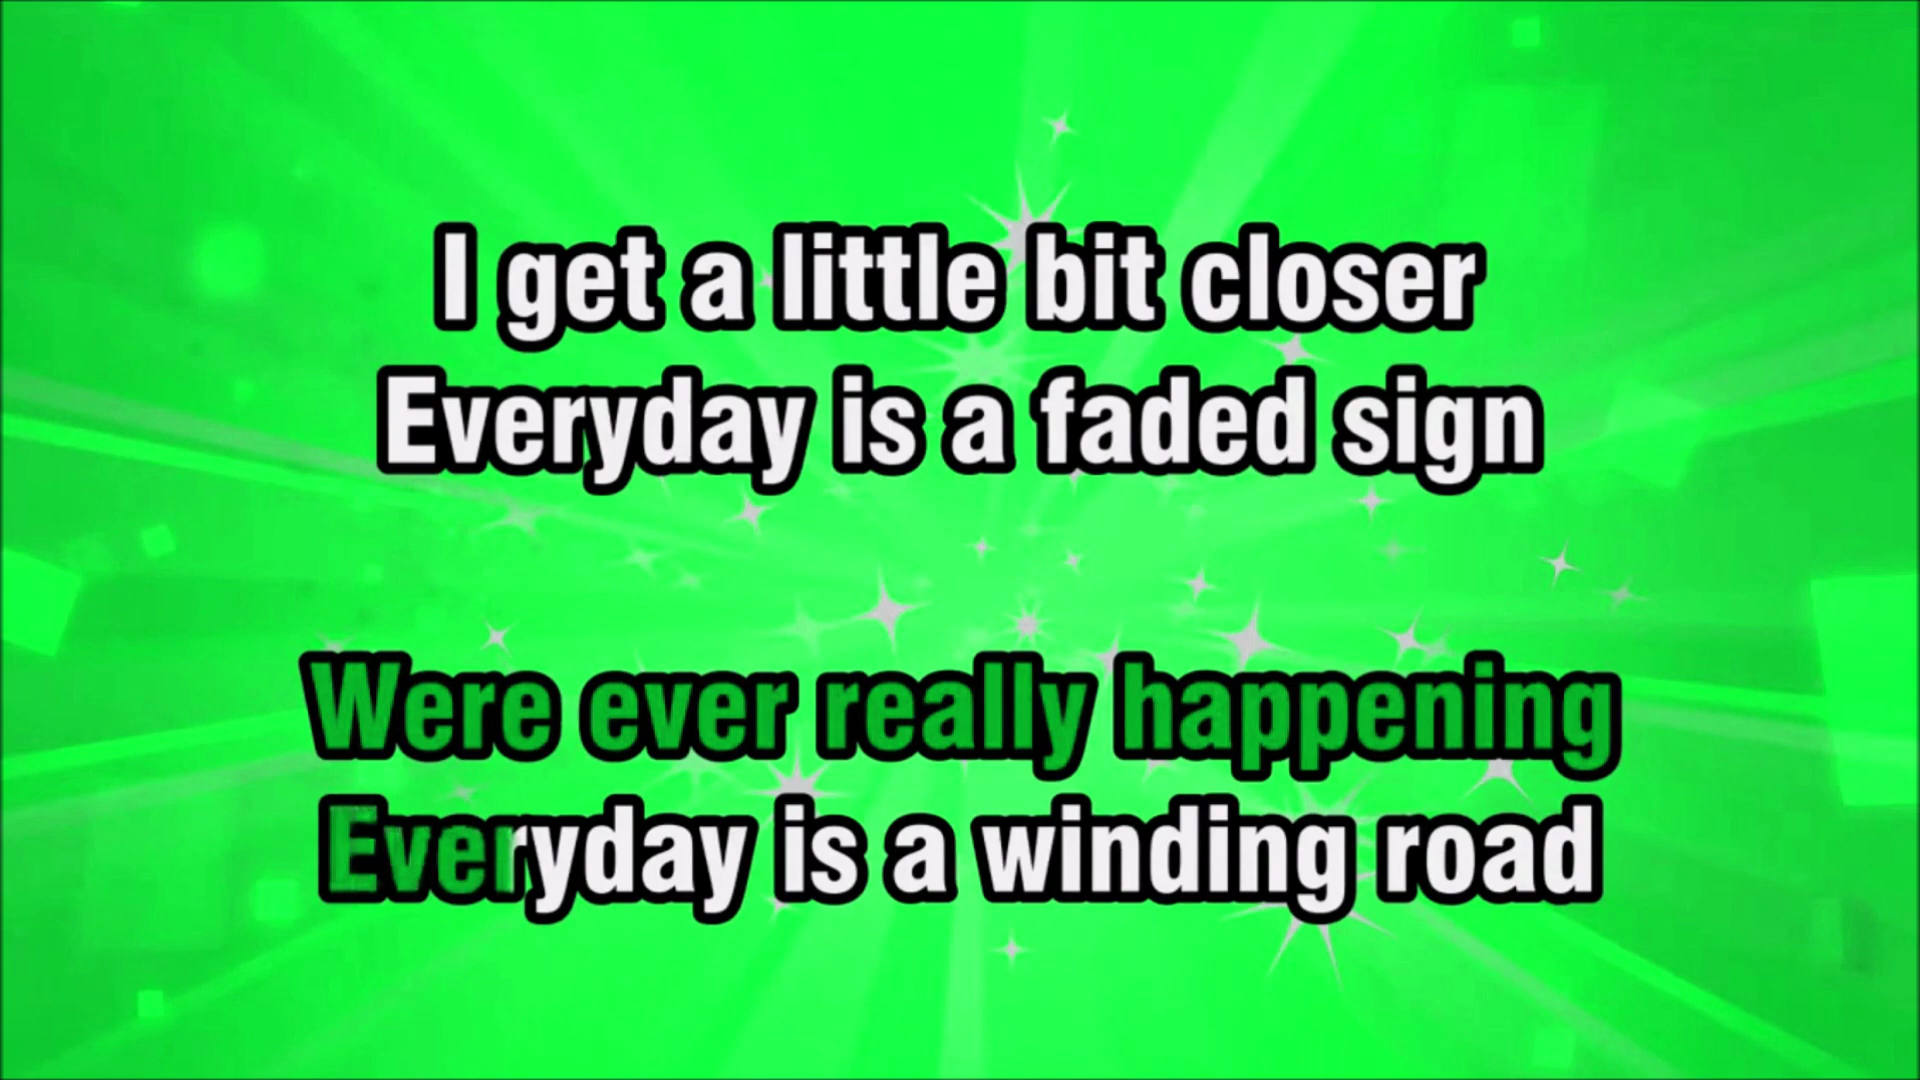 I get a little bit closer
Everyday is a faded sign
Were ever really happening
Everyday is a winding road